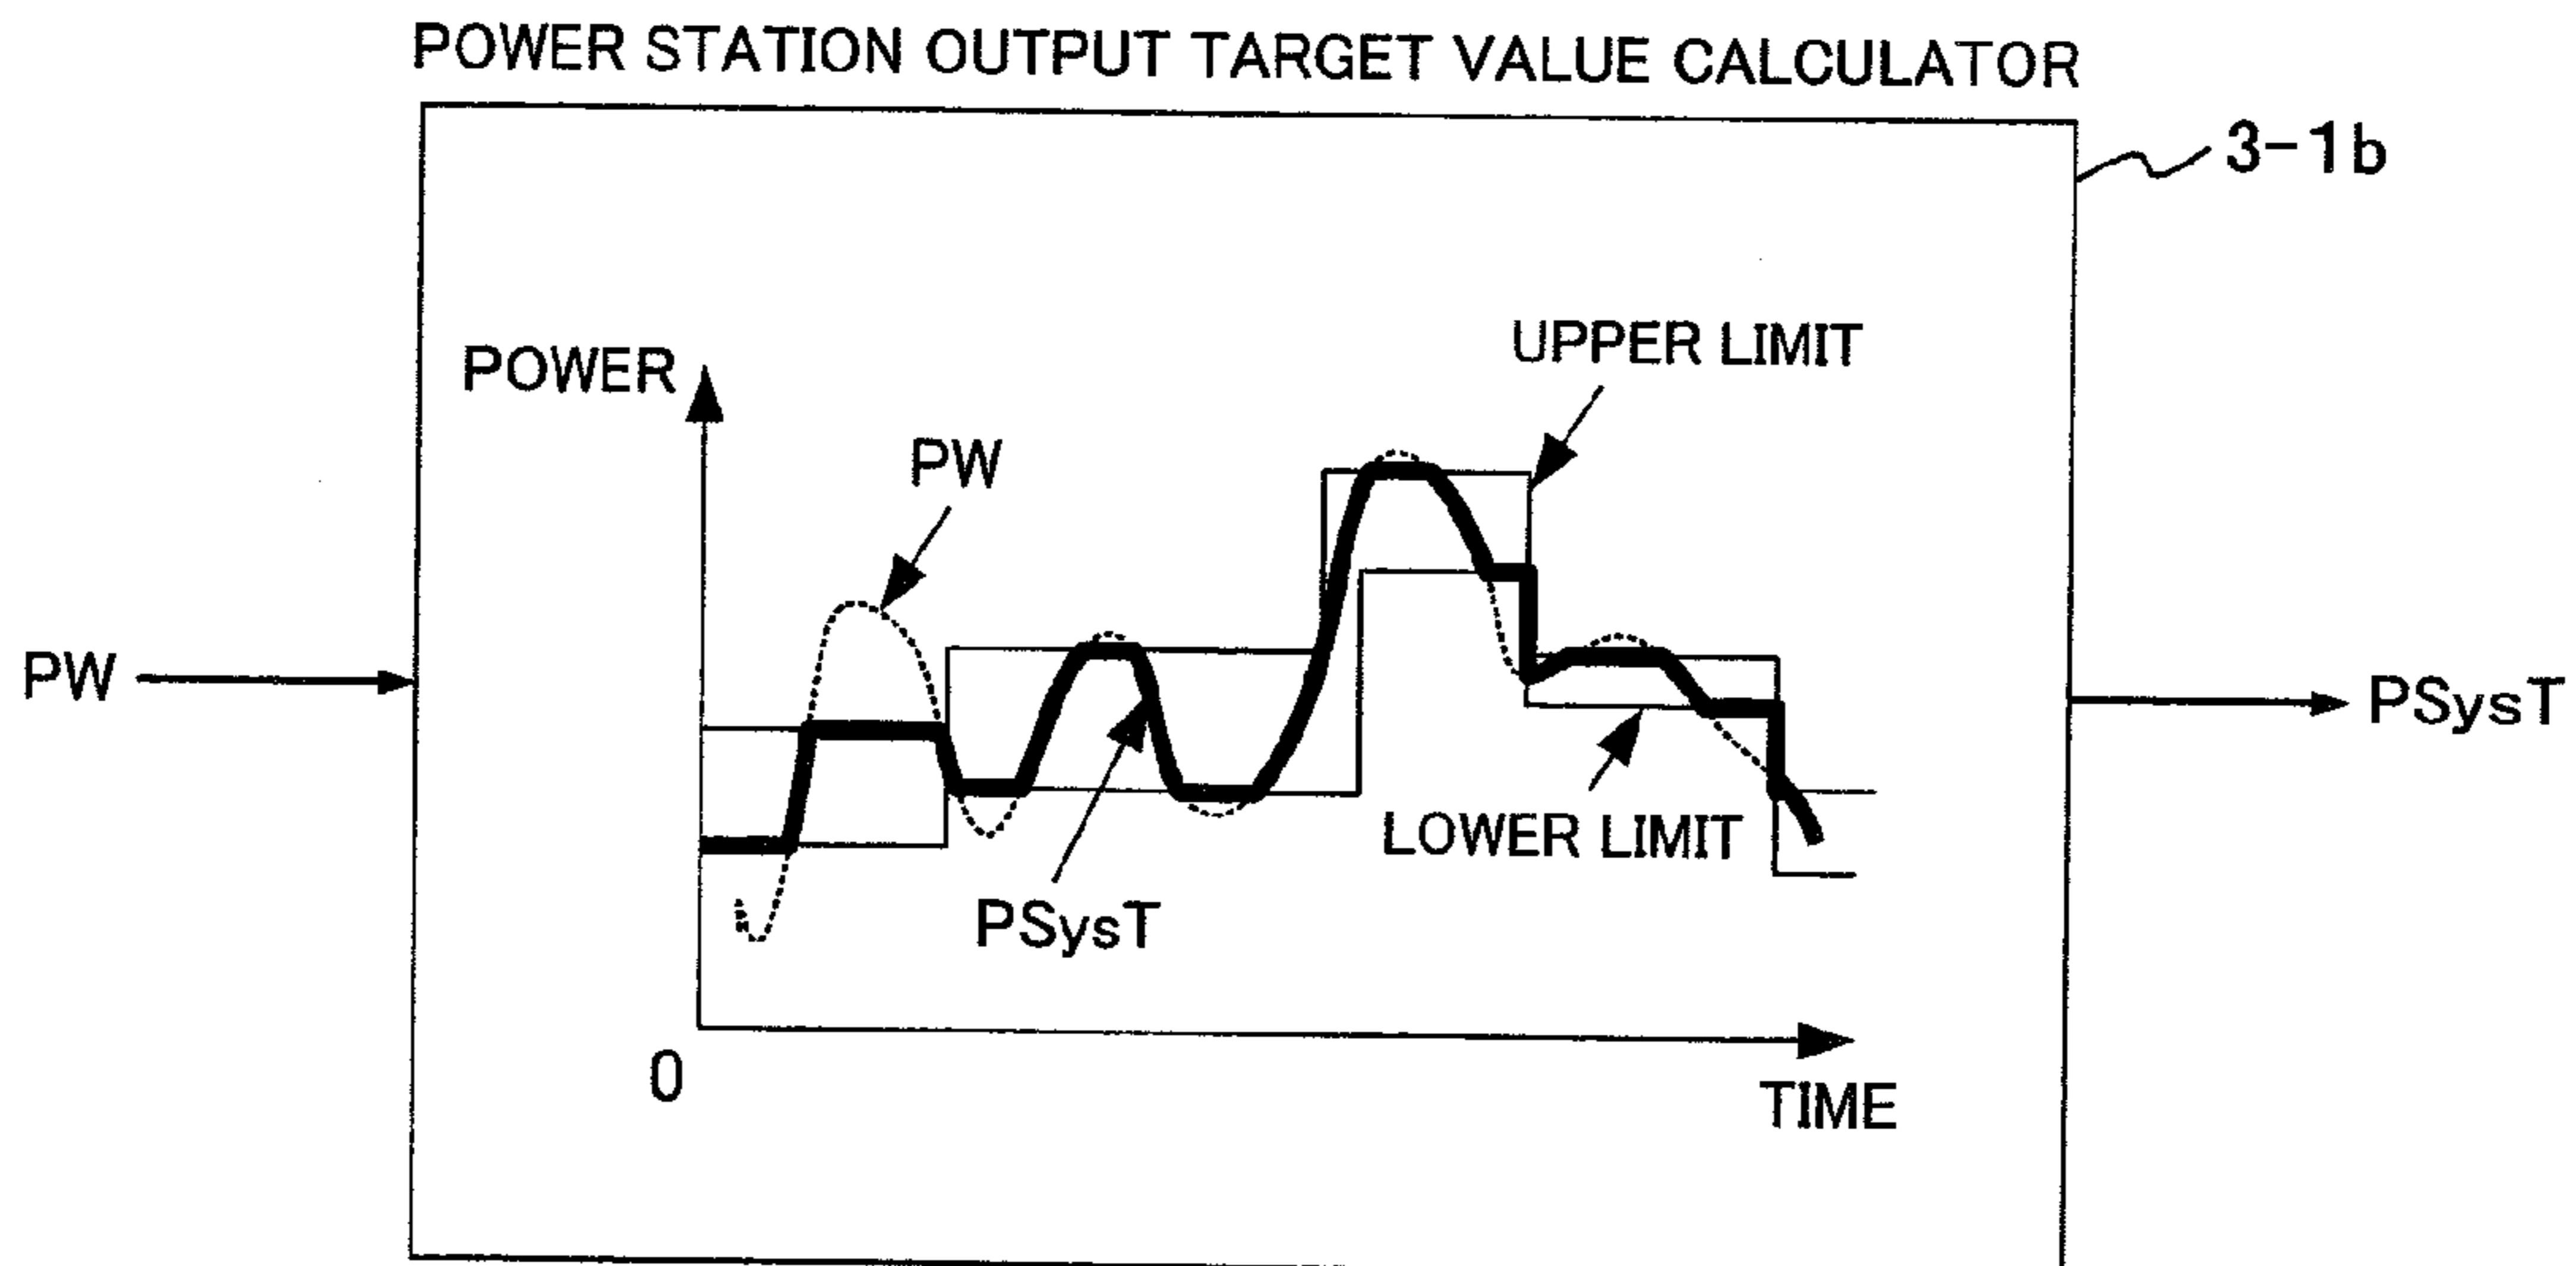 POWER STATION OUTPUT TARGET VALUE CALCULATOR
3-1b
UPPER LIMIT
POWER
PW
PW
PSysT
LOWER LIMIT
PSysT
0
TIME